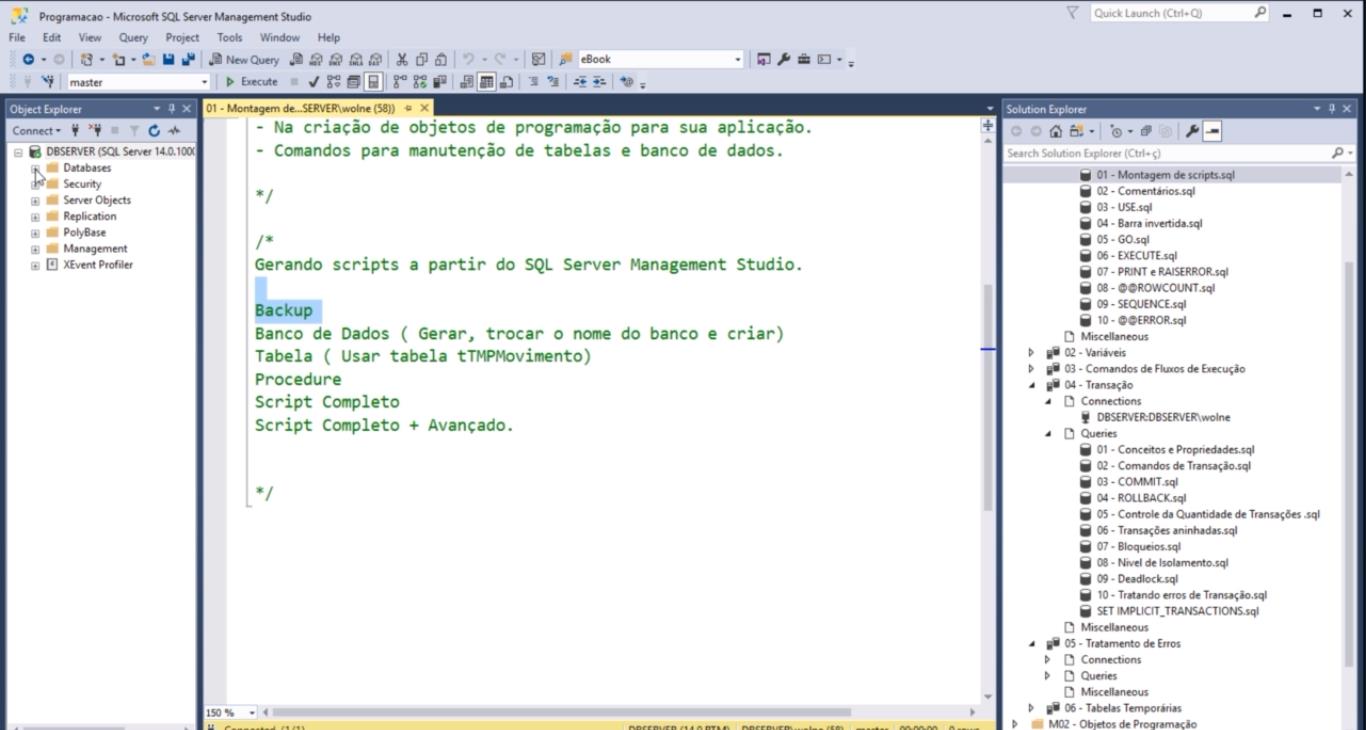 Programacao - Microsoft SQL Server Management Studio
Quick Launch (Ctrl+Q)
File Edit View Query Project Tools Window Help
New Query
eBook
master
Execute
Object Explorer
Connect
DBSERVER (SQL Server 14.0.1000
Databases
Security
Server Objects
Replication
PolyBase
Management
XEvent Profiler
01 - Montagem de...SERVER\wolne (58))
- Na criação de objetos de programação para sua aplicação.
- Comandos para manutenção de tabelas e banco de dados.
*/
/*
Gerando scripts a partir do SQL Server Management Studio.
Backup
Banco de Dados ( Gerar, trocar o nome do banco e criar)
Tabela ( Usar tabela tTMPMovimento)
Procedure
Script Completo
Script Completo + Avançado.
*/
150 %
Connected. (1/1)
DBSERVER (14.0 RTM) DBSERVER\wolne (58) master 00:00:00 0 rows
Solution Explorer
Search Solution Explorer (Ctrl+ç)
01 - Montagem de scripts.sql
02 - Comentários.sql
03 - USE.sql
04 - Barra invertida.sql
05 - GO.sql
06 - EXECUTE.sql
07 - PRINT e RAISERROR.sql
08 - @@ROWCOUNT.sql
09 - SEQUENCE.sql
10 - @@ERROR.sql
Miscellaneous
02 - Variáveis
03 - Comandos de Fluxos de Execução
04 - Transação
Connections
DBSERVER:DBSERVER\wolne
Queries
01 - Conceitos e Propriedades.sql
02 - Comandos de Transação.sql
03 - COMMIT.sql
04 - ROLLBACK.sql
05 - Controle da Quantidade de Transações .sql
06 - Transações aninhadas.sql
07 - Bloqueios.sql
08 - Nivel de Isolamento.sql
09 - Deadlock.sql
10 - Tratando erros de Transação.sql
SET IMPLICIT_TRANSACTIONS.sql
Miscellaneous
05 - Tratamento de Erros
Connections
Queries
Miscellaneous
06 - Tabelas Temporárias
M02 - Objetos de Programação